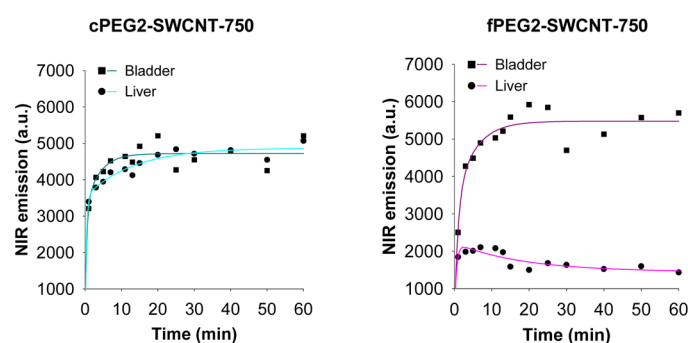 cPEG2-SWCNT-750
7000
6000
5000
4000
3000
2000
1000
NIR emission (a.u.)
Bladder
Liver
0
10
20
30
40
50
60
Time (min)
fPEG2-SWCNT-750
7000
6000
5000
4000
3000
2000
1000
NIR emission (a.u.)
Bladder
Liver
0
10
20
30
40
50
60
Time (min)